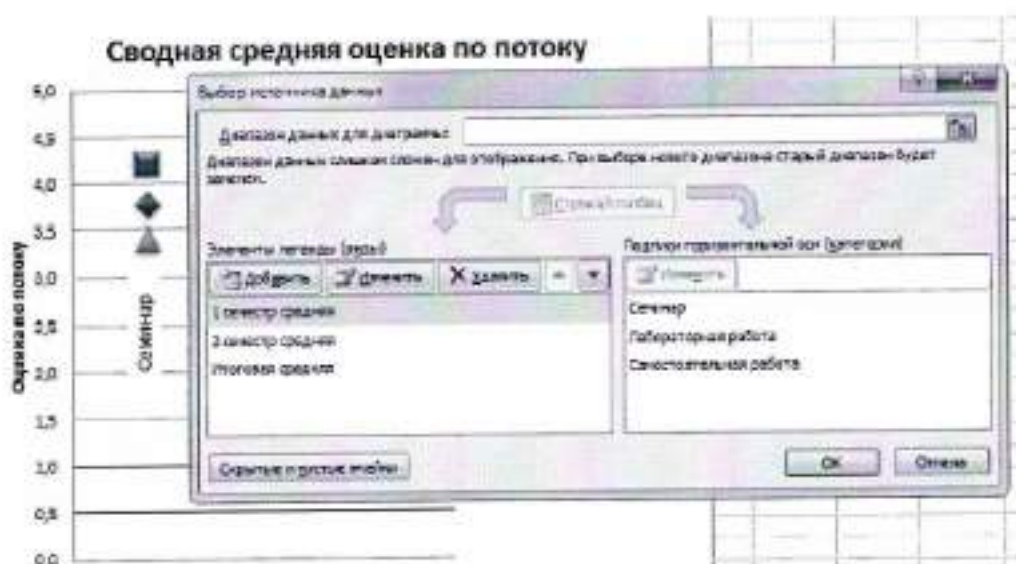 Сводная средняя оценка по потоку
Выбор источника данных
Диапазон данных для диаграммы:
Диапазон данных слишком сложен для отображения. При выборе нового диапазона старый диапазон будет
заменен.
Строка/столбец
Элементы легенды (ряды)
Добавить
Изменить
Удалить
1 семестр средняя
2 семестр средняя
Итоговая средняя
Подписи горизонтальной оси (категории)
Изменить
Семинар
Лабораторная работа
Самостоятельная работа
Скрытые и пустые ячейки
ОК
Отмена
Оценка по потоку
5,0
4,5
4,0
3,5
3,0
2,5
2,0
1,5
1,0
0,5
0,0
Семинар